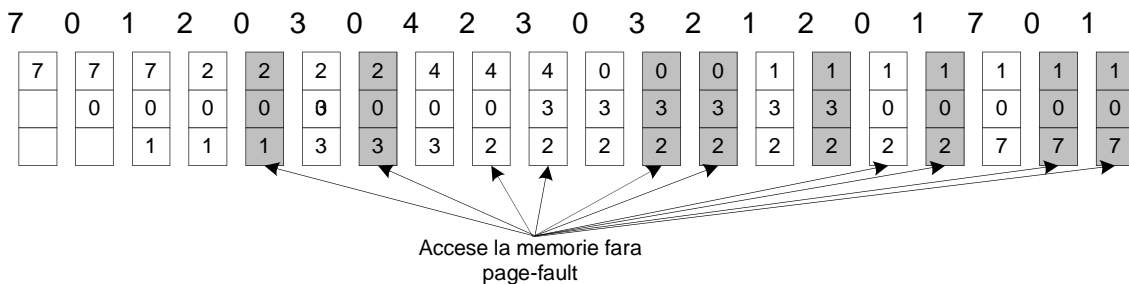 7 0 1 2 0 3 0 4 2 3 0 3 2 1 2 0 1 7 0 1
7 7 7 2 2 2 2 4 4 4 0 0 0 1 1 1 1 1 1 1
0 0 0 0 0 0 0 3 3 3 3 3 3 0 0 0 0 0
1 1 1 3 3 3 2 2 2 2 2 2 2 2 2 7 7 7
Accese la memorie fara
page-fault